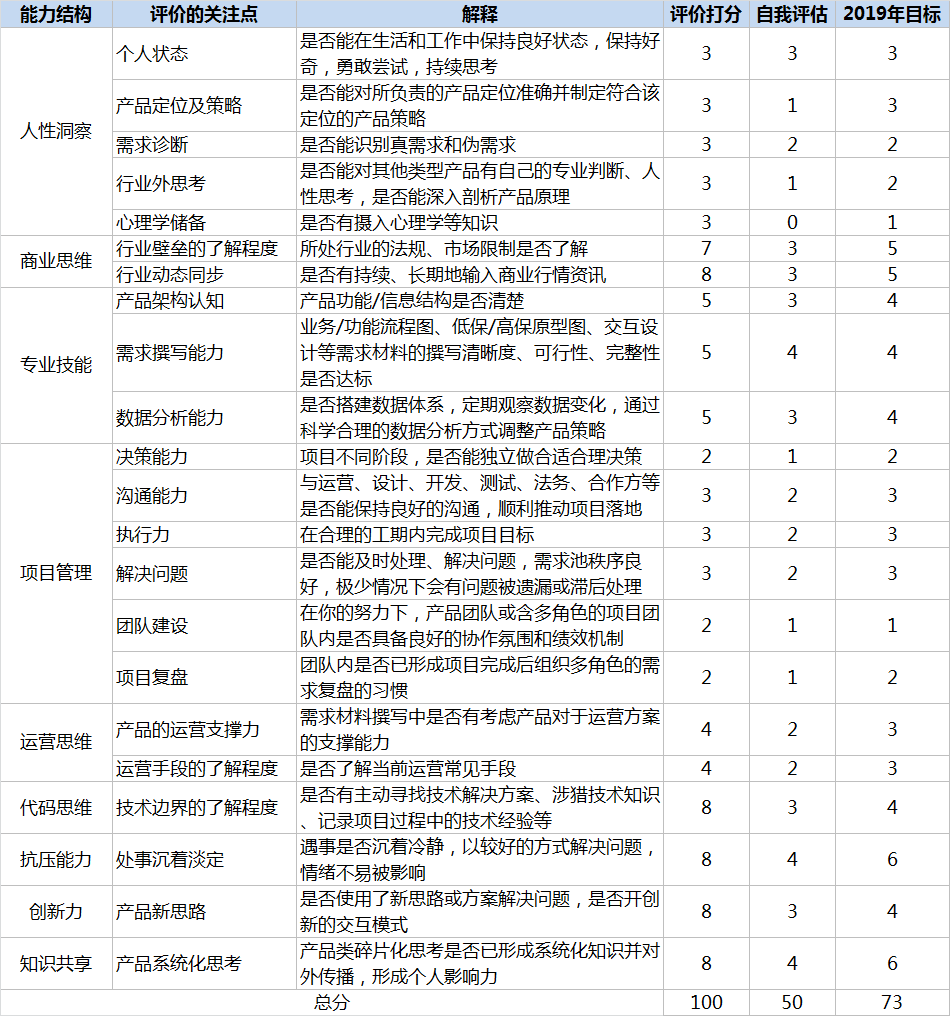 能力结构 评价的关注点 解释 评价打分 自我评估 2019年目标
人性洞察
个人状态
是否能在生活和工作中保持良好状态，保持好
奇，勇敢尝试，持续思考
3 3 3
产品定位及策略
是否能对所负责的产品定位准确并制定符合该
定位的产品策略
3 1 3
需求诊断 是否能识别真需求和伪需求 3 2 2
行业外思考
是否能对其他类型产品有自己的专业判断、人
性思考，是否能深入剖析产品原理
3 1 2
心理学储备 是否有摄入心理学等知识 3 0 1
商业思维
行业壁垒的了解程度 所处行业的法规、市场限制是否了解 7 3 5
行业动态同步 是否有持续、长期地输入商业行情资讯 8 3 5
专业技能
产品架构认知 产品功能/信息结构是否清楚 5 3 4
需求撰写能力
业务/功能流程图、低保/高保原型图、交互设
计等需求材料的撰写清晰度、可行性、完整性
是否达标
5 4 4
数据分析能力
是否搭建数据体系，定期观察数据变化，通过
科学合理的数据分析方式调整产品策略
5 3 4
项目管理
决策能力 项目不同阶段，是否能独立做合适合理决策 2 1 2
沟通能力
与运营、设计、开发、测试、法务、合作方等
是否能保持良好的沟通，顺利推动项目落地
3 2 3
执行力 在合理的工期内完成项目目标 3 2 3
解决问题
是否能及时处理、解决问题，需求池秩序良
好，极少情况下会有问题被遗漏或滞后处理
3 2 3
团队建设
在你的努力下，产品团队或含多角色的项目团
队内是否具备良好的协作氛围和绩效机制
2 1 1
项目复盘
团队内是否已形成项目完成后组织多角色的需
求复盘的习惯
2 1 2
运营思维
产品的运营支撑力
需求材料撰写中是否有考虑产品对于运营方案
的支撑能力
4 2 3
运营手段的了解程度 是否了解当前运营常见手段 4 2 3
代码思维 技术边界的了解程度
是否有主动寻找技术解决方案、涉猎技术知识
、记录项目过程中的技术经验等
8 3 4
抗压能力 处事沉着淡定
遇事是否沉着冷静，以较好的方式解决问题，
情绪不易被影响
8 4 6
创新力 产品新思路
是否使用了新思路或方案解决问题，是否开创
新的交互模式
8 3 4
知识共享 产品系统化思考
产品类碎片化思考是否已形成系统化知识并对
外传播，形成个人影响力
8 4 6
总分 100 50 73